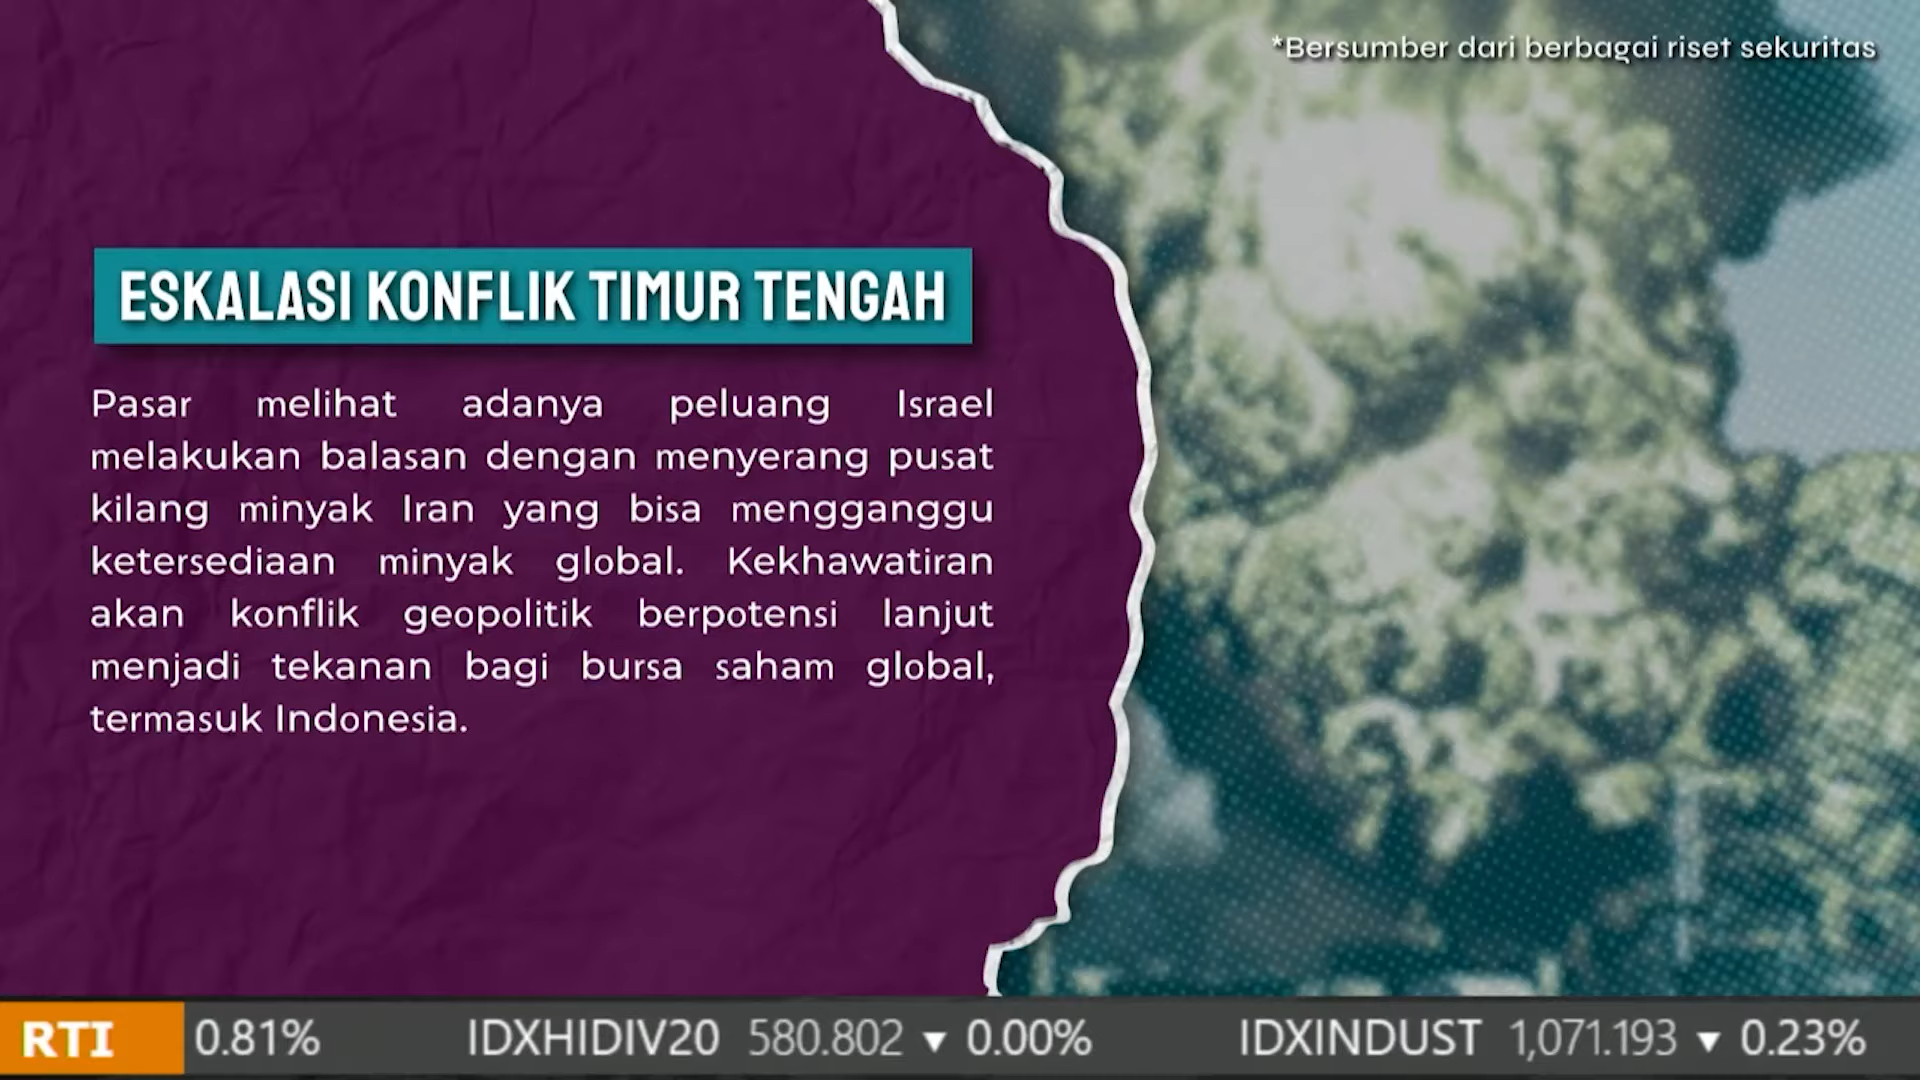 *Bersumber dari berbagai riset sekuritas
ESKALASI KONFLIK TIMUR TENGAH
Pasar melihat adanya peluang Israel
melakukan balasan dengan menyerang pusat
kilang minyak Iran yang bisa mengganggu
ketersediaan minyak global. Kekhawatiran
akan konflik geopolitik berpotensi lanjut
menjadi tekanan bagi bursa saham global,
termasuk Indonesia.
RTI 0.81% IDXHIDIV20 580.802 ▼ 0.00% IDXINDUST 1,071.193 ▼ 0.23%